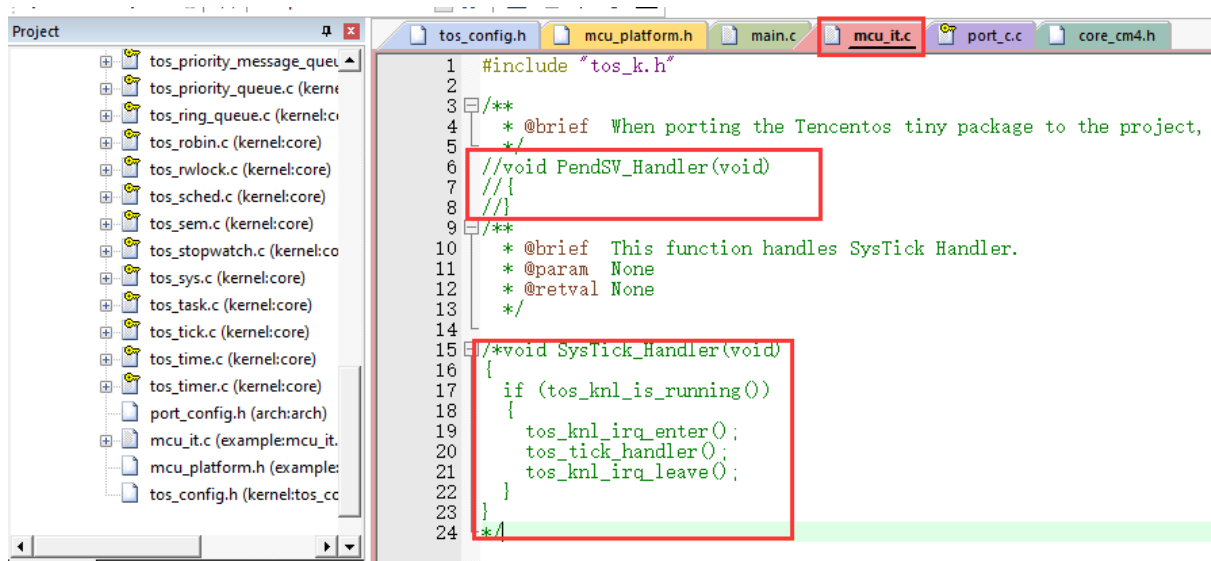 Project
tos_priority_message_queu
tos_priority_queue.c (kerne
tos_ring_queue.c (kernel:c
tos_robin.c (kernel:core)
tos_rwlock.c (kernel:core)
tos_sched.c (kernel:core)
tos_sem.c (kernel:core)
tos_stopwatch.c (kernel:co
tos_sys.c (kernel:core)
tos_task.c (kernel:core)
tos_tick.c (kernel:core)
tos_time.c (kernel:core)
tos_timer.c (kernel:core)
port_config.h (arch:arch)
mcu_it.c (example:mcu_it.
mcu_platform.h (example:
tos_config.h (kernel:tos_cc
tos_config.h mcu_platform.h main.c mcu_it.c port_c.c core_cm4.h
1 #include "tos_k.h"
2
3 /**
4 * @brief When porting the Tencentos tiny package to the project,
5 */
6 //void PendSV_Handler(void)
7 //{
8 //}
9 /**
10 * @brief This function handles SysTick Handler.
11 * @param None
12 * @retval None
13 */
14
15 /*void SysTick_Handler(void)
16 {
17 if (tos_knl_is_running())
18 {
19 tos_knl_irq_enter();
20 tos_tick_handler();
21 tos_knl_irq_leave();
22 }
23 }
24 */